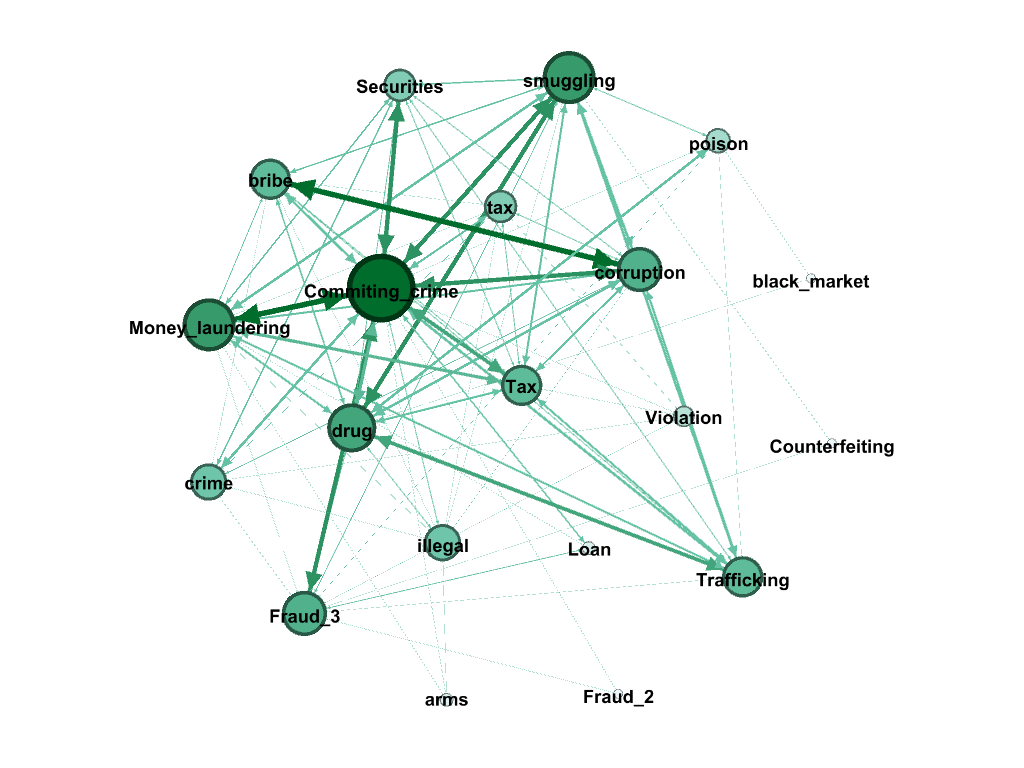 smuggling
Securities
poison
bribe
tax
corruption
black_market
Commiting_crime
Money_laundering
Tax
Violation
drug
Counterfeiting
crime
illegal
Loan
Trafficking
Fraud_3
arms
Fraud_2